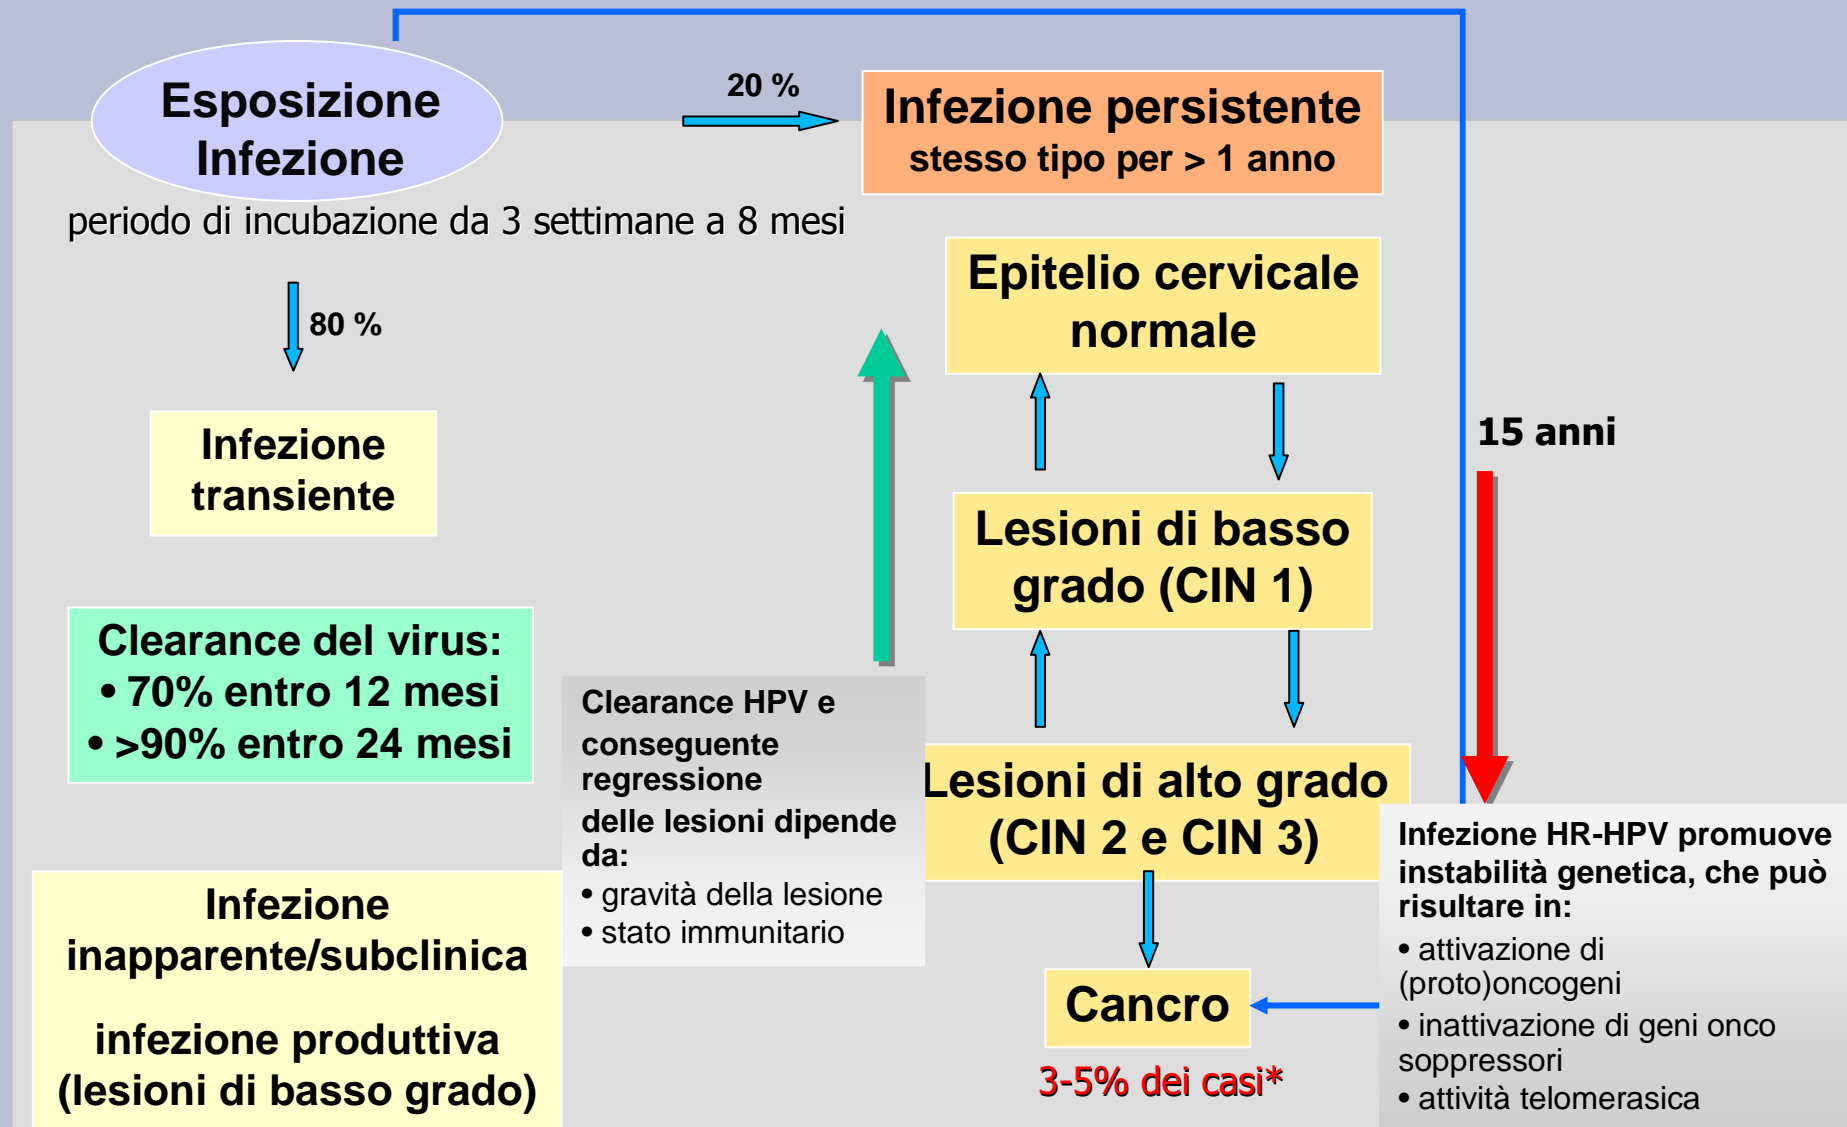 Esposizione
Infezione
20 %
Infezione persistente
stesso tipo per > 1 anno
periodo di incubazione da 3 settimane a 8 mesi
80 %
Infezione
transiente
Clearance del virus:
• 70% entro 12 mesi
• >90% entro 24 mesi
Infezione
inapparente/subclinica
infezione produttiva
(lesioni di basso grado)
Clearance HPV e
conseguente
regressione
delle lesioni dipende
da:
• gravità della lesione
• stato immunitario
Epitelio cervicale
normale
Lesioni di basso
grado (CIN 1)
Lesioni di alto grado
(CIN 2 e CIN 3)
Cancro
3-5% dei casi*
15 anni
Infezione HR-HPV promuove
instabilità genetica, che può
risultare in:
• attivazione di
(proto)oncogeni
• inattivazione di geni onco
soppressori
• attività telomerasica